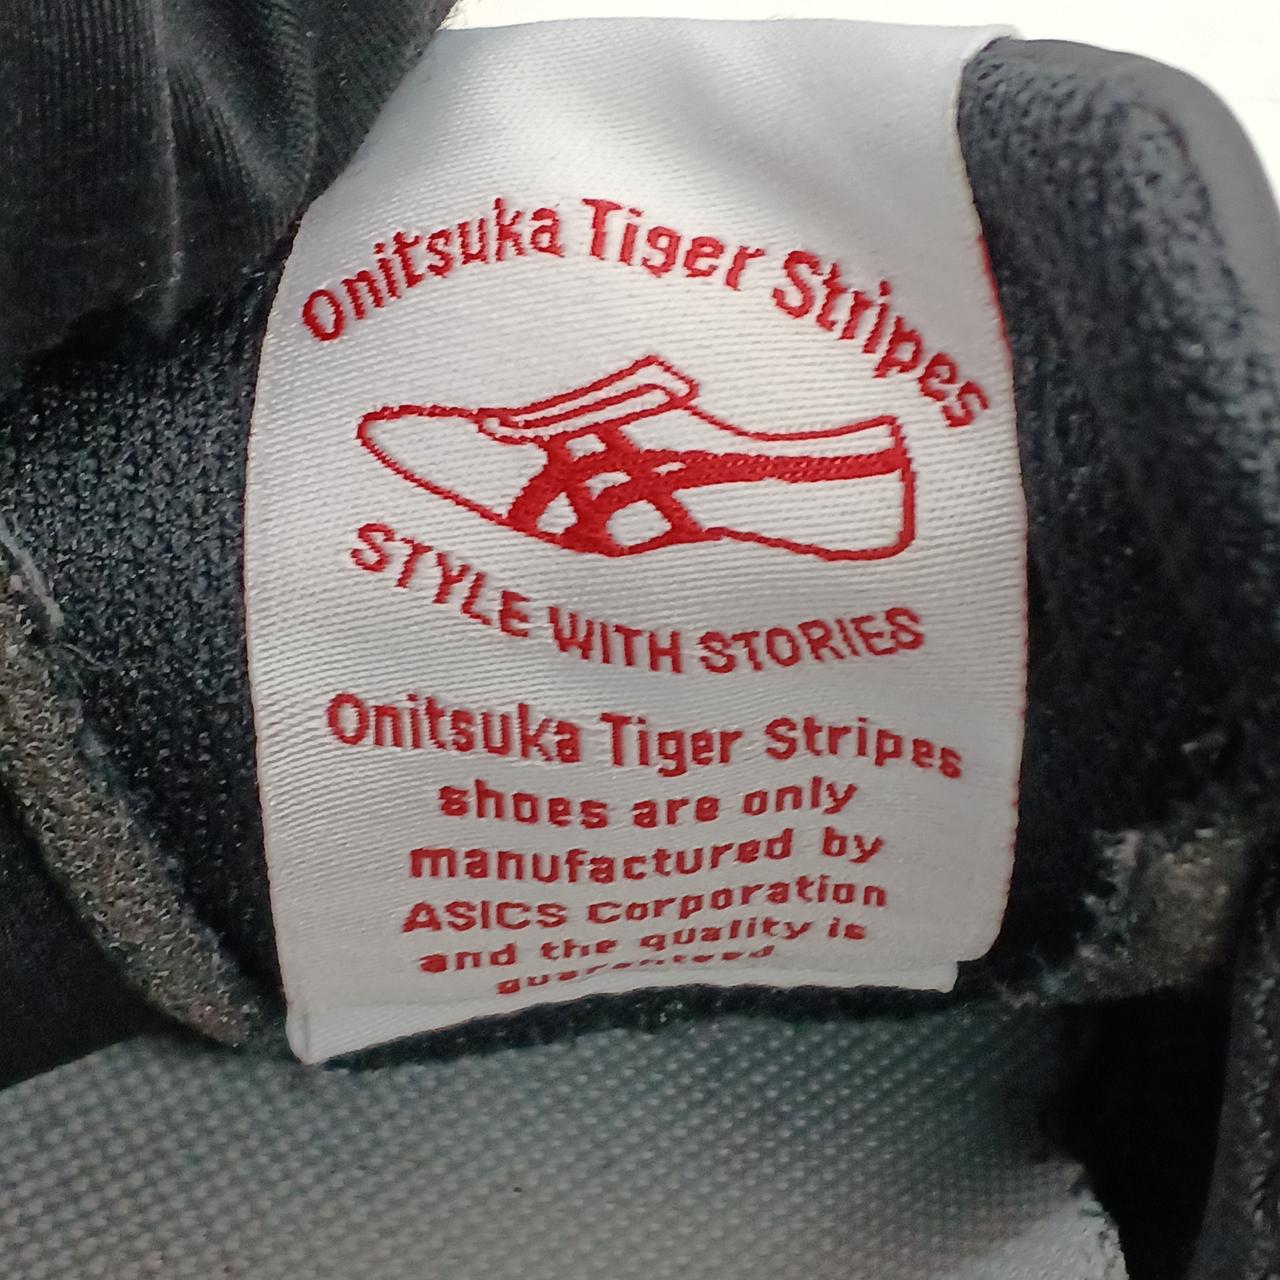 Onitsuka Tiger Stripes
STYLE WITH STORIES
Onitsuka Tiger Stripes
shoes are only
manufactured by
ASICS Corporation
and the quality is
guaranteed